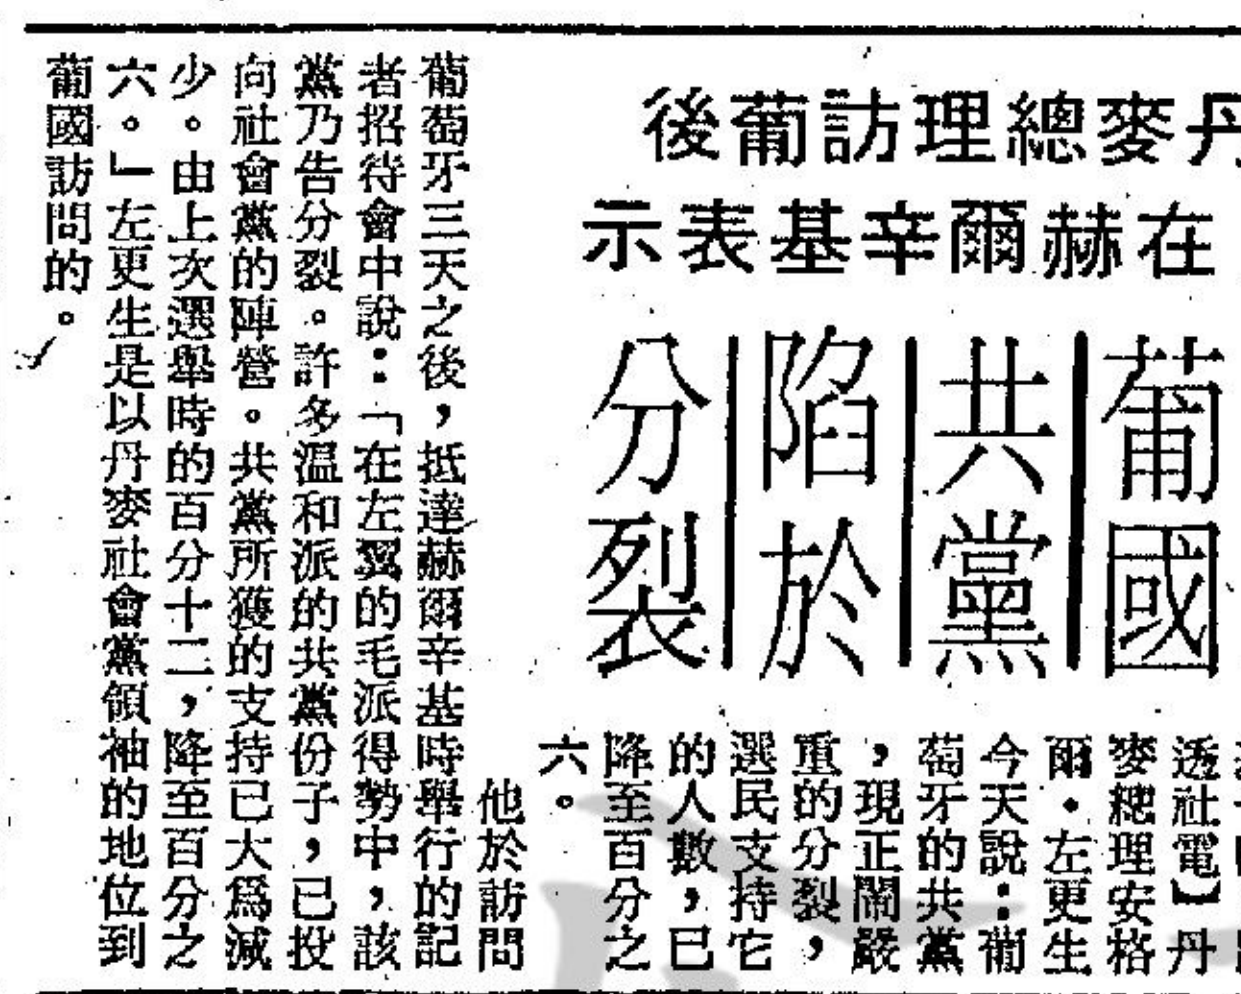 丹麥總理訪葡後
在赫爾辛基表示
葡國
共黨
陷於
分裂
透社電】丹
麥總理安格
爾・左更生
今天說：葡
萄牙的共黨
，現正鬧嚴
重的分裂，
選民支持它
的人數，已
降至百分之
六。
他於訪問
葡萄牙三天之後，抵達赫爾辛基時舉行的記
者招待會中說：「在左翼的毛派得勢中，該
黨乃告分裂。許多溫和派的共黨份子，已投
向社會黨的陣營。共黨所獲的支持已大爲減
少。由上次選舉時的百分十二，降至百分之
六。」左更生是以丹麥社會黨領袖的地位到
葡國訪問的。